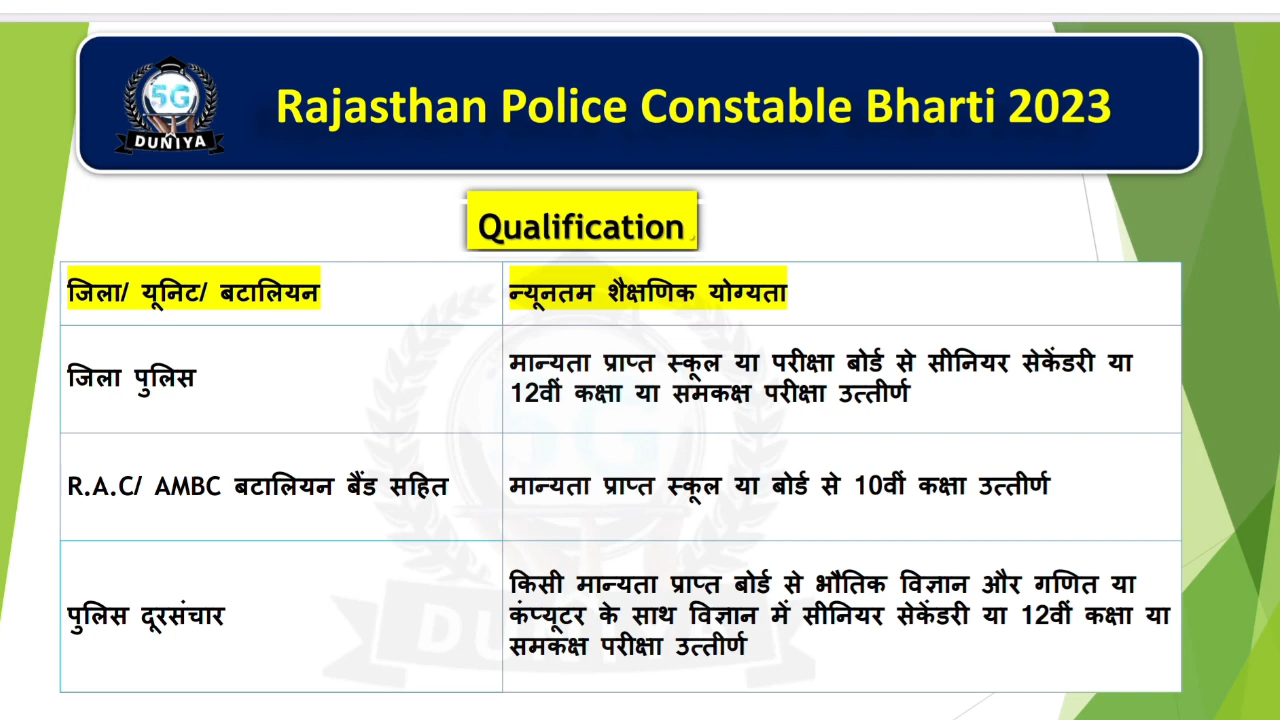 5G
DUNIYA
Rajasthan Police Constable Bharti 2023
Qualification
जिला/ यूनिट/ बटालियन
न्यूनतम शैक्षणिक योग्यता
जिला पुलिस
मान्यता प्राप्त स्कूल या परीक्षा बोर्ड से सीनियर सेकेंडरी या
12वीं कक्षा या समकक्ष परीक्षा उत्तीर्ण
R.A.C/ AMBC बटालियन बैंड सहित
मान्यता प्राप्त स्कूल या बोर्ड से 10वीं कक्षा उत्तीर्ण
पुलिस दूरसंचार
किसी मान्यता प्राप्त बोर्ड से भौतिक विज्ञान और गणित या
कंप्यूटर के साथ विज्ञान में सीनियर सेकेंडरी या 12वीं कक्षा या
समकक्ष परीक्षा उत्तीर्ण
5G
DUNIYA